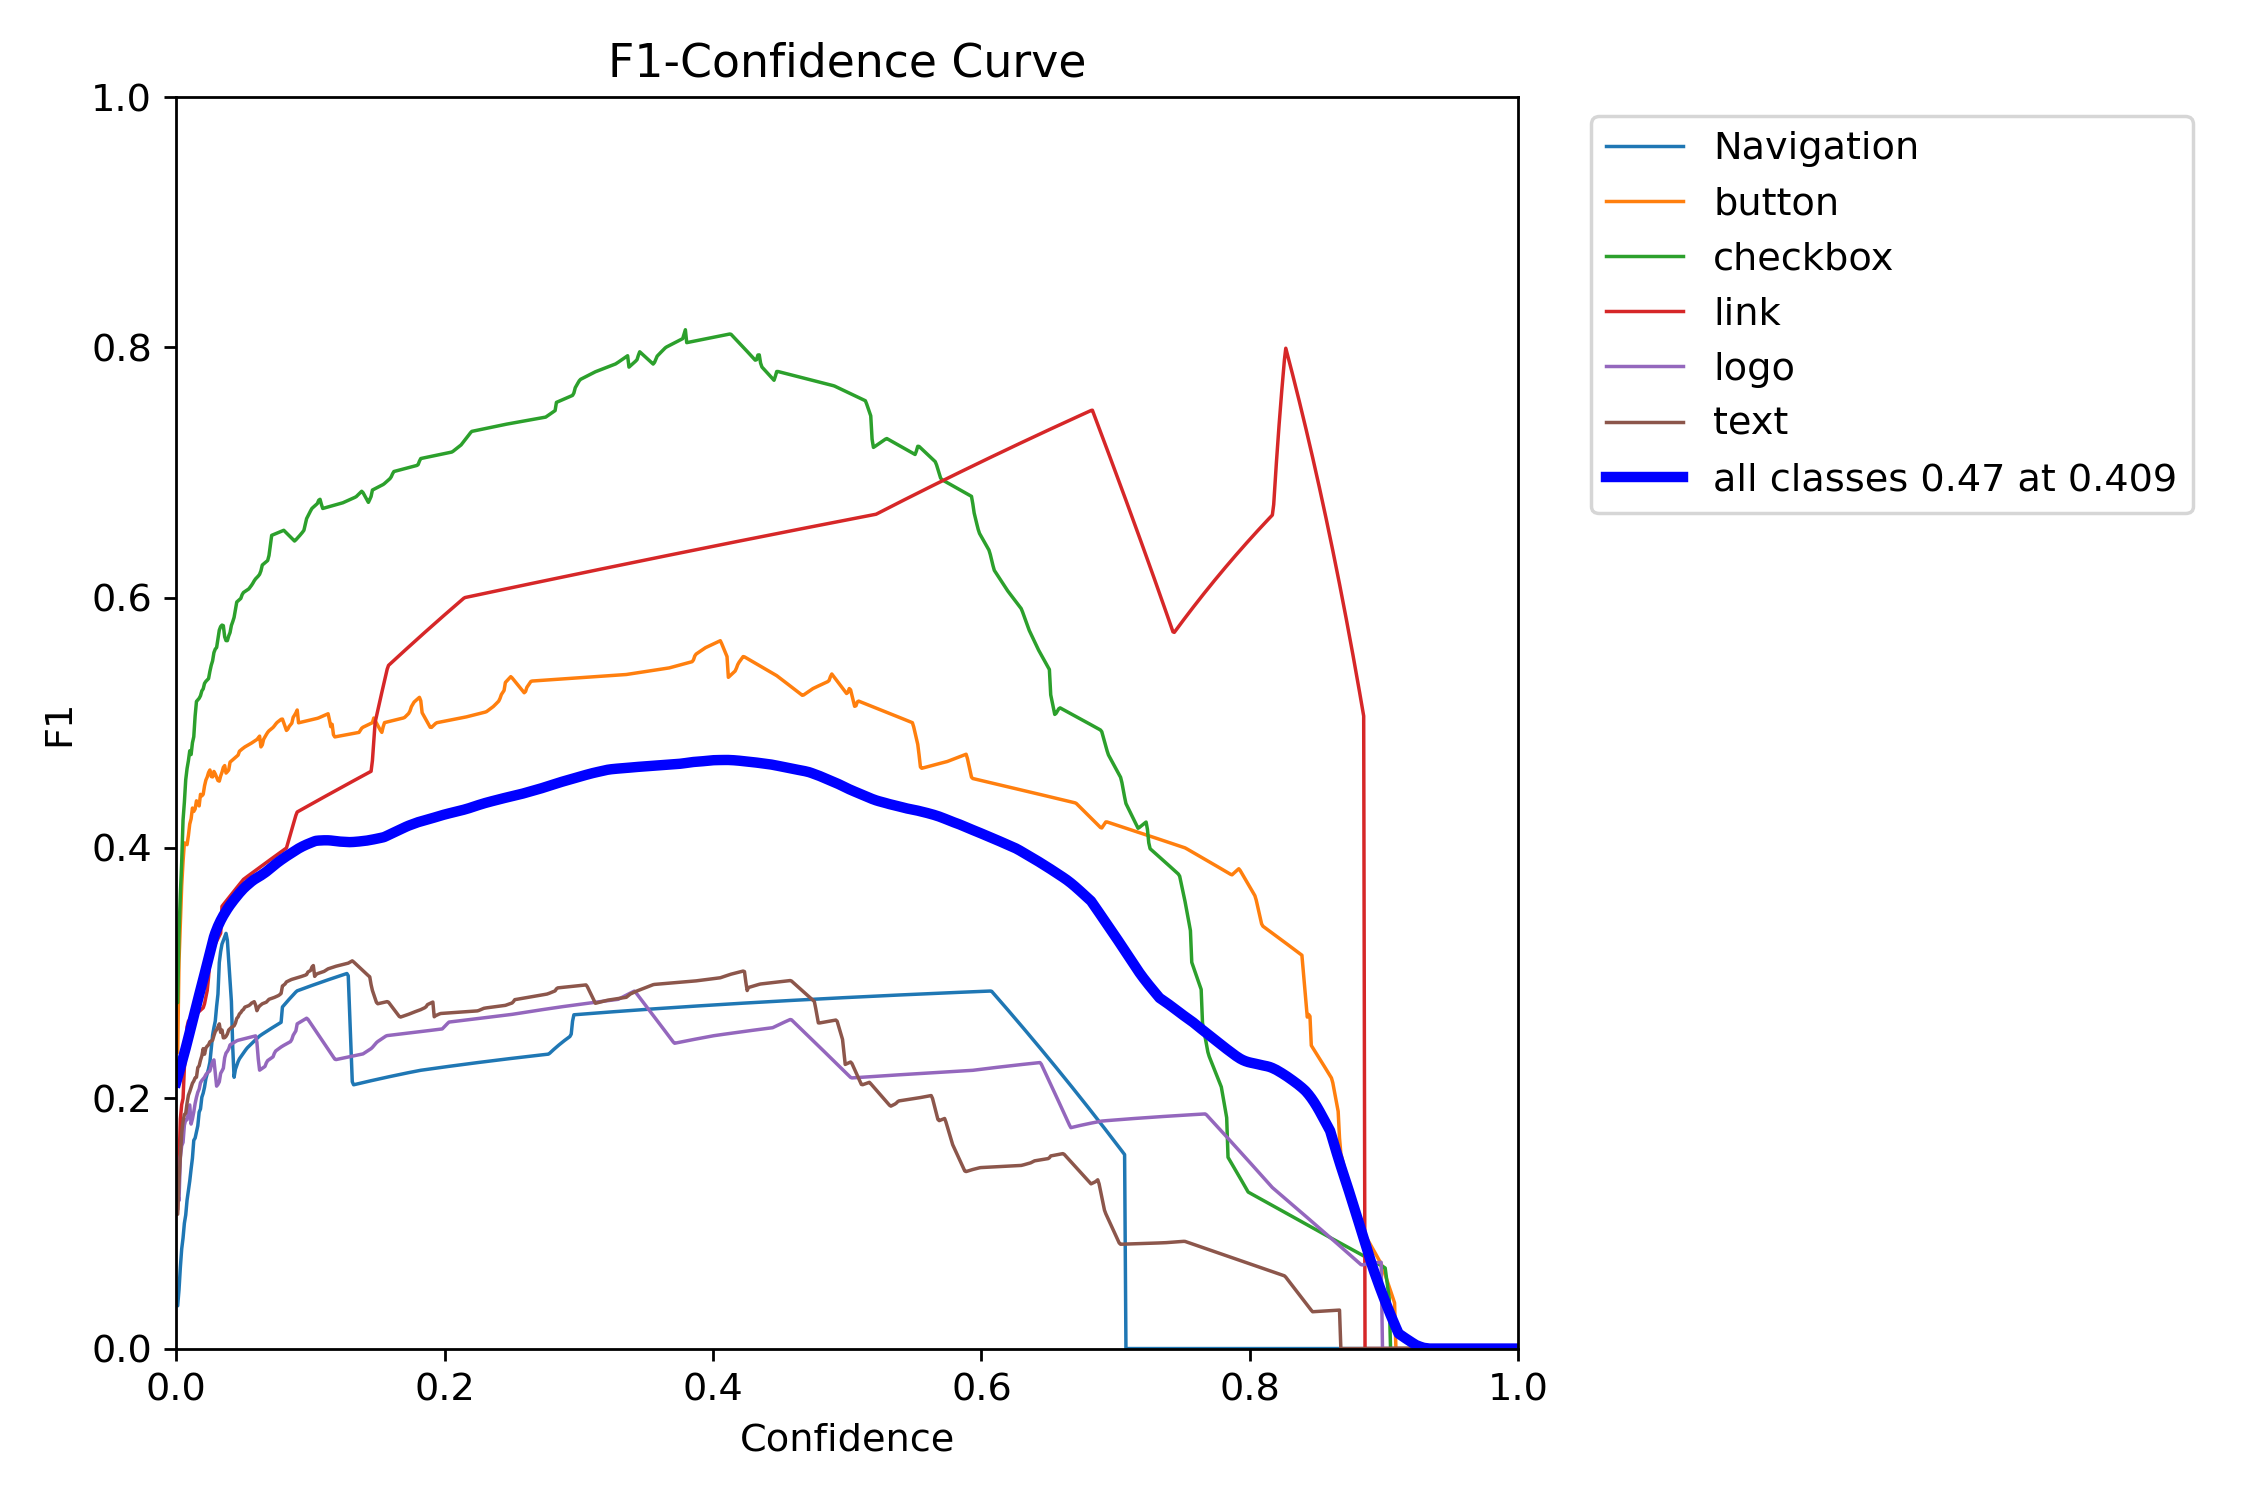 F1-Confidence Curve
1.0
0.8
0.6
0.4
0.2
0.0
F1
0.0 0.2 0.4 0.6 0.8 1.0
Confidence
Navigation
button
checkbox
link
logo
text
all classes 0.47 at 0.409